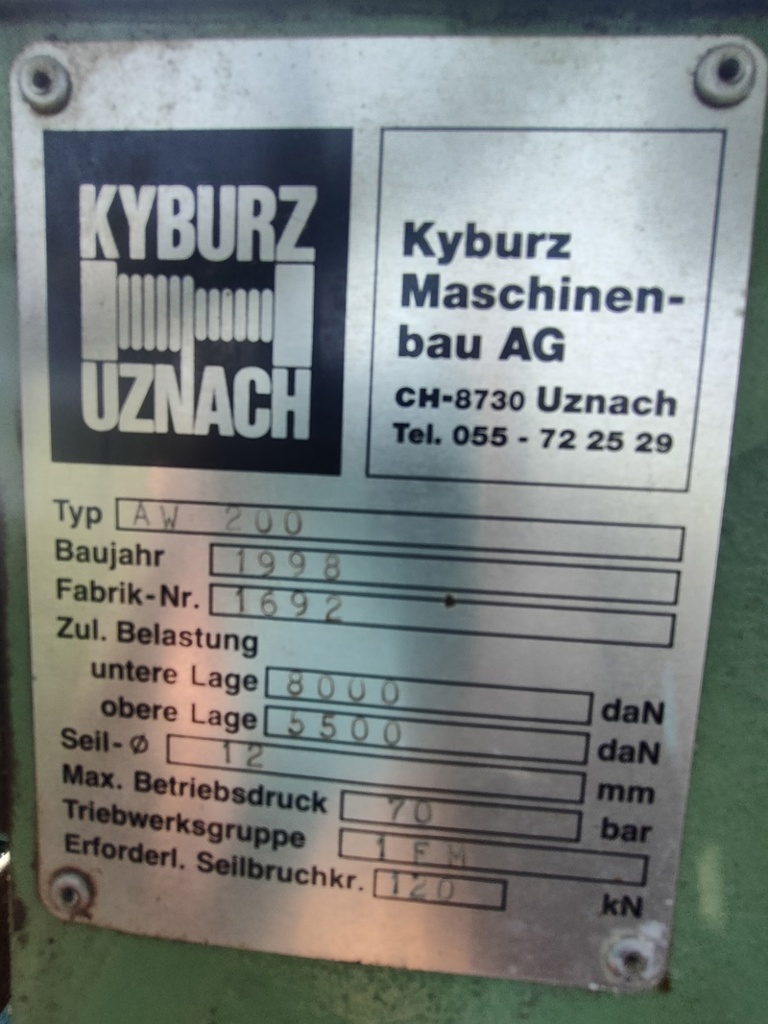 KYBURZ
UZNACH
Kyburz
Maschinen-
bau AG
CH-8730 Uznach
Tel. 055 - 72 25 29
Typ AW 200
Baujahr 1998
Fabrik-Nr. 1692
Zul. Belastung
untere Lage 8000 daN
obere Lage 5500 daN
Seil-Ø 12 mm
Max. Betriebsdruck 70 bar
Triebwerksgruppe 1 FM
Erforderl. Seilbruchkr. 120 kN